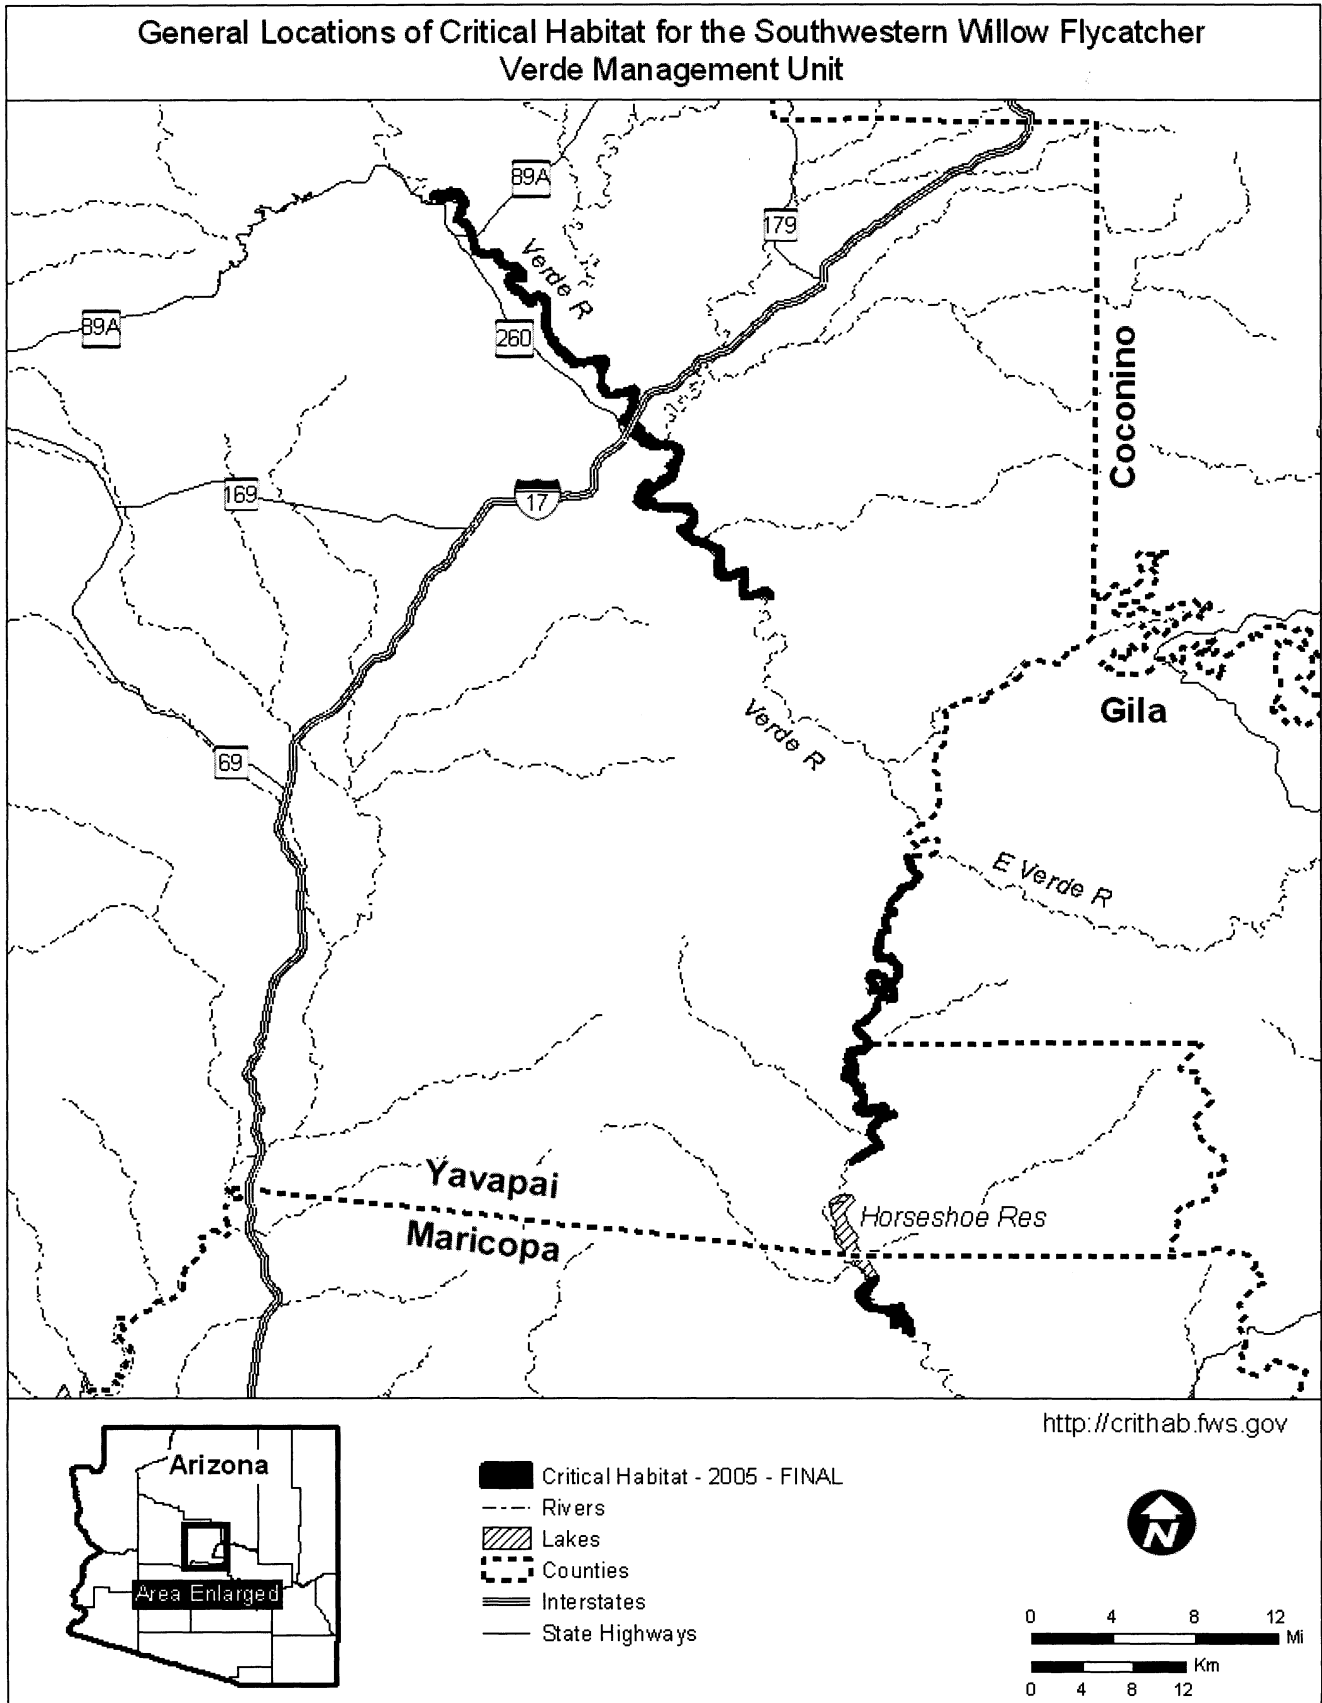 General Locations of Critical Habitat for the Southwestern Willow Flycatcher
Verde Management Unit
89A
179
Verde R
89A
260
Coconino
169
17
Gila
Verde R
69
E Verde R
Yavapai
Horseshoe Res
Maricopa
http://crithab.fws.gov
Arizona
Area Enlarged
Critical Habitat - 2005 - FINAL
Rivers
Lakes
Counties
Interstates
State Highways
N
0 4 8 12
Mi
Km
0 4 8 12